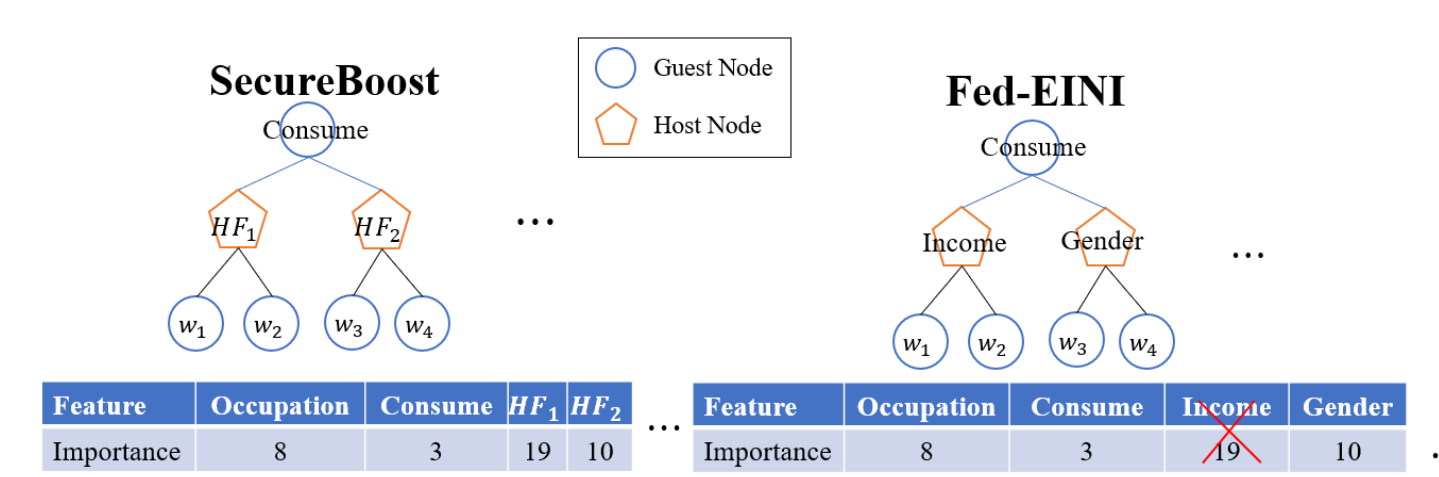 SecureBoost
Consume
HF₁ HF₂
...
w₁ w₂ w₃ w₄
Feature Occupation Consume HF₁ HF₂
Importance 8 3 19 10
...
Guest Node
Host Node
Fed-EINI
Consume
Income Gender
...
w₁ w₂ w₃ w₄
Feature Occupation Consume Income Gender
Importance 8 3 19 10
.